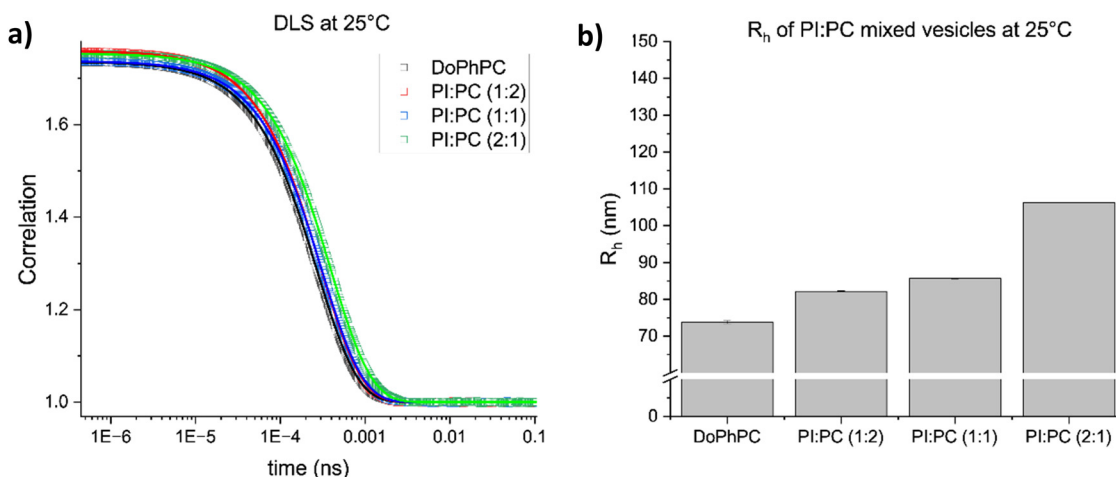 a)
DLS at 25°C
DoPhPC
PI:PC (1:2)
PI:PC (1:1)
PI:PC (2:1)
Correlation
1.6
1.4
1.2
1.0
1E−6
1E−5
1E−4
0.001
0.01
0.1
time (ns)
b)
Rₕ of PI:PC mixed vesicles at 25°C
Rₕ (nm)
150
140
130
120
110
100
90
80
70
0
DoPhPC
PI:PC (1:2)
PI:PC (1:1)
PI:PC (2:1)